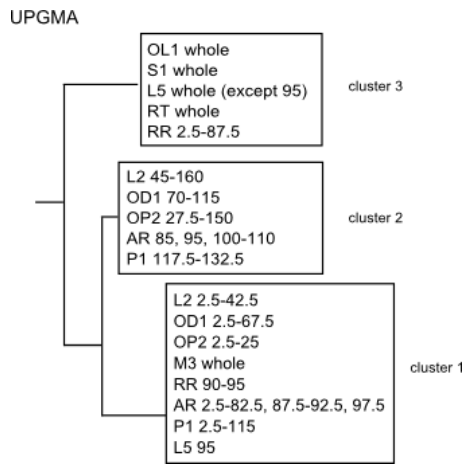 UPGMA
OL1 whole
S1 whole
L5 whole (except 95)
RT whole
RR 2.5-87.5
cluster 3
L2 45-160
OD1 70-115
OP2 27.5-150
AR 85, 95, 100-110
P1 117.5-132.5
cluster 2
L2 2.5-42.5
OD1 2.5-67.5
OP2 2.5-25
M3 whole
RR 90-95
AR 2.5-82.5, 87.5-92.5, 97.5
P1 2.5-115
L5 95
cluster 1